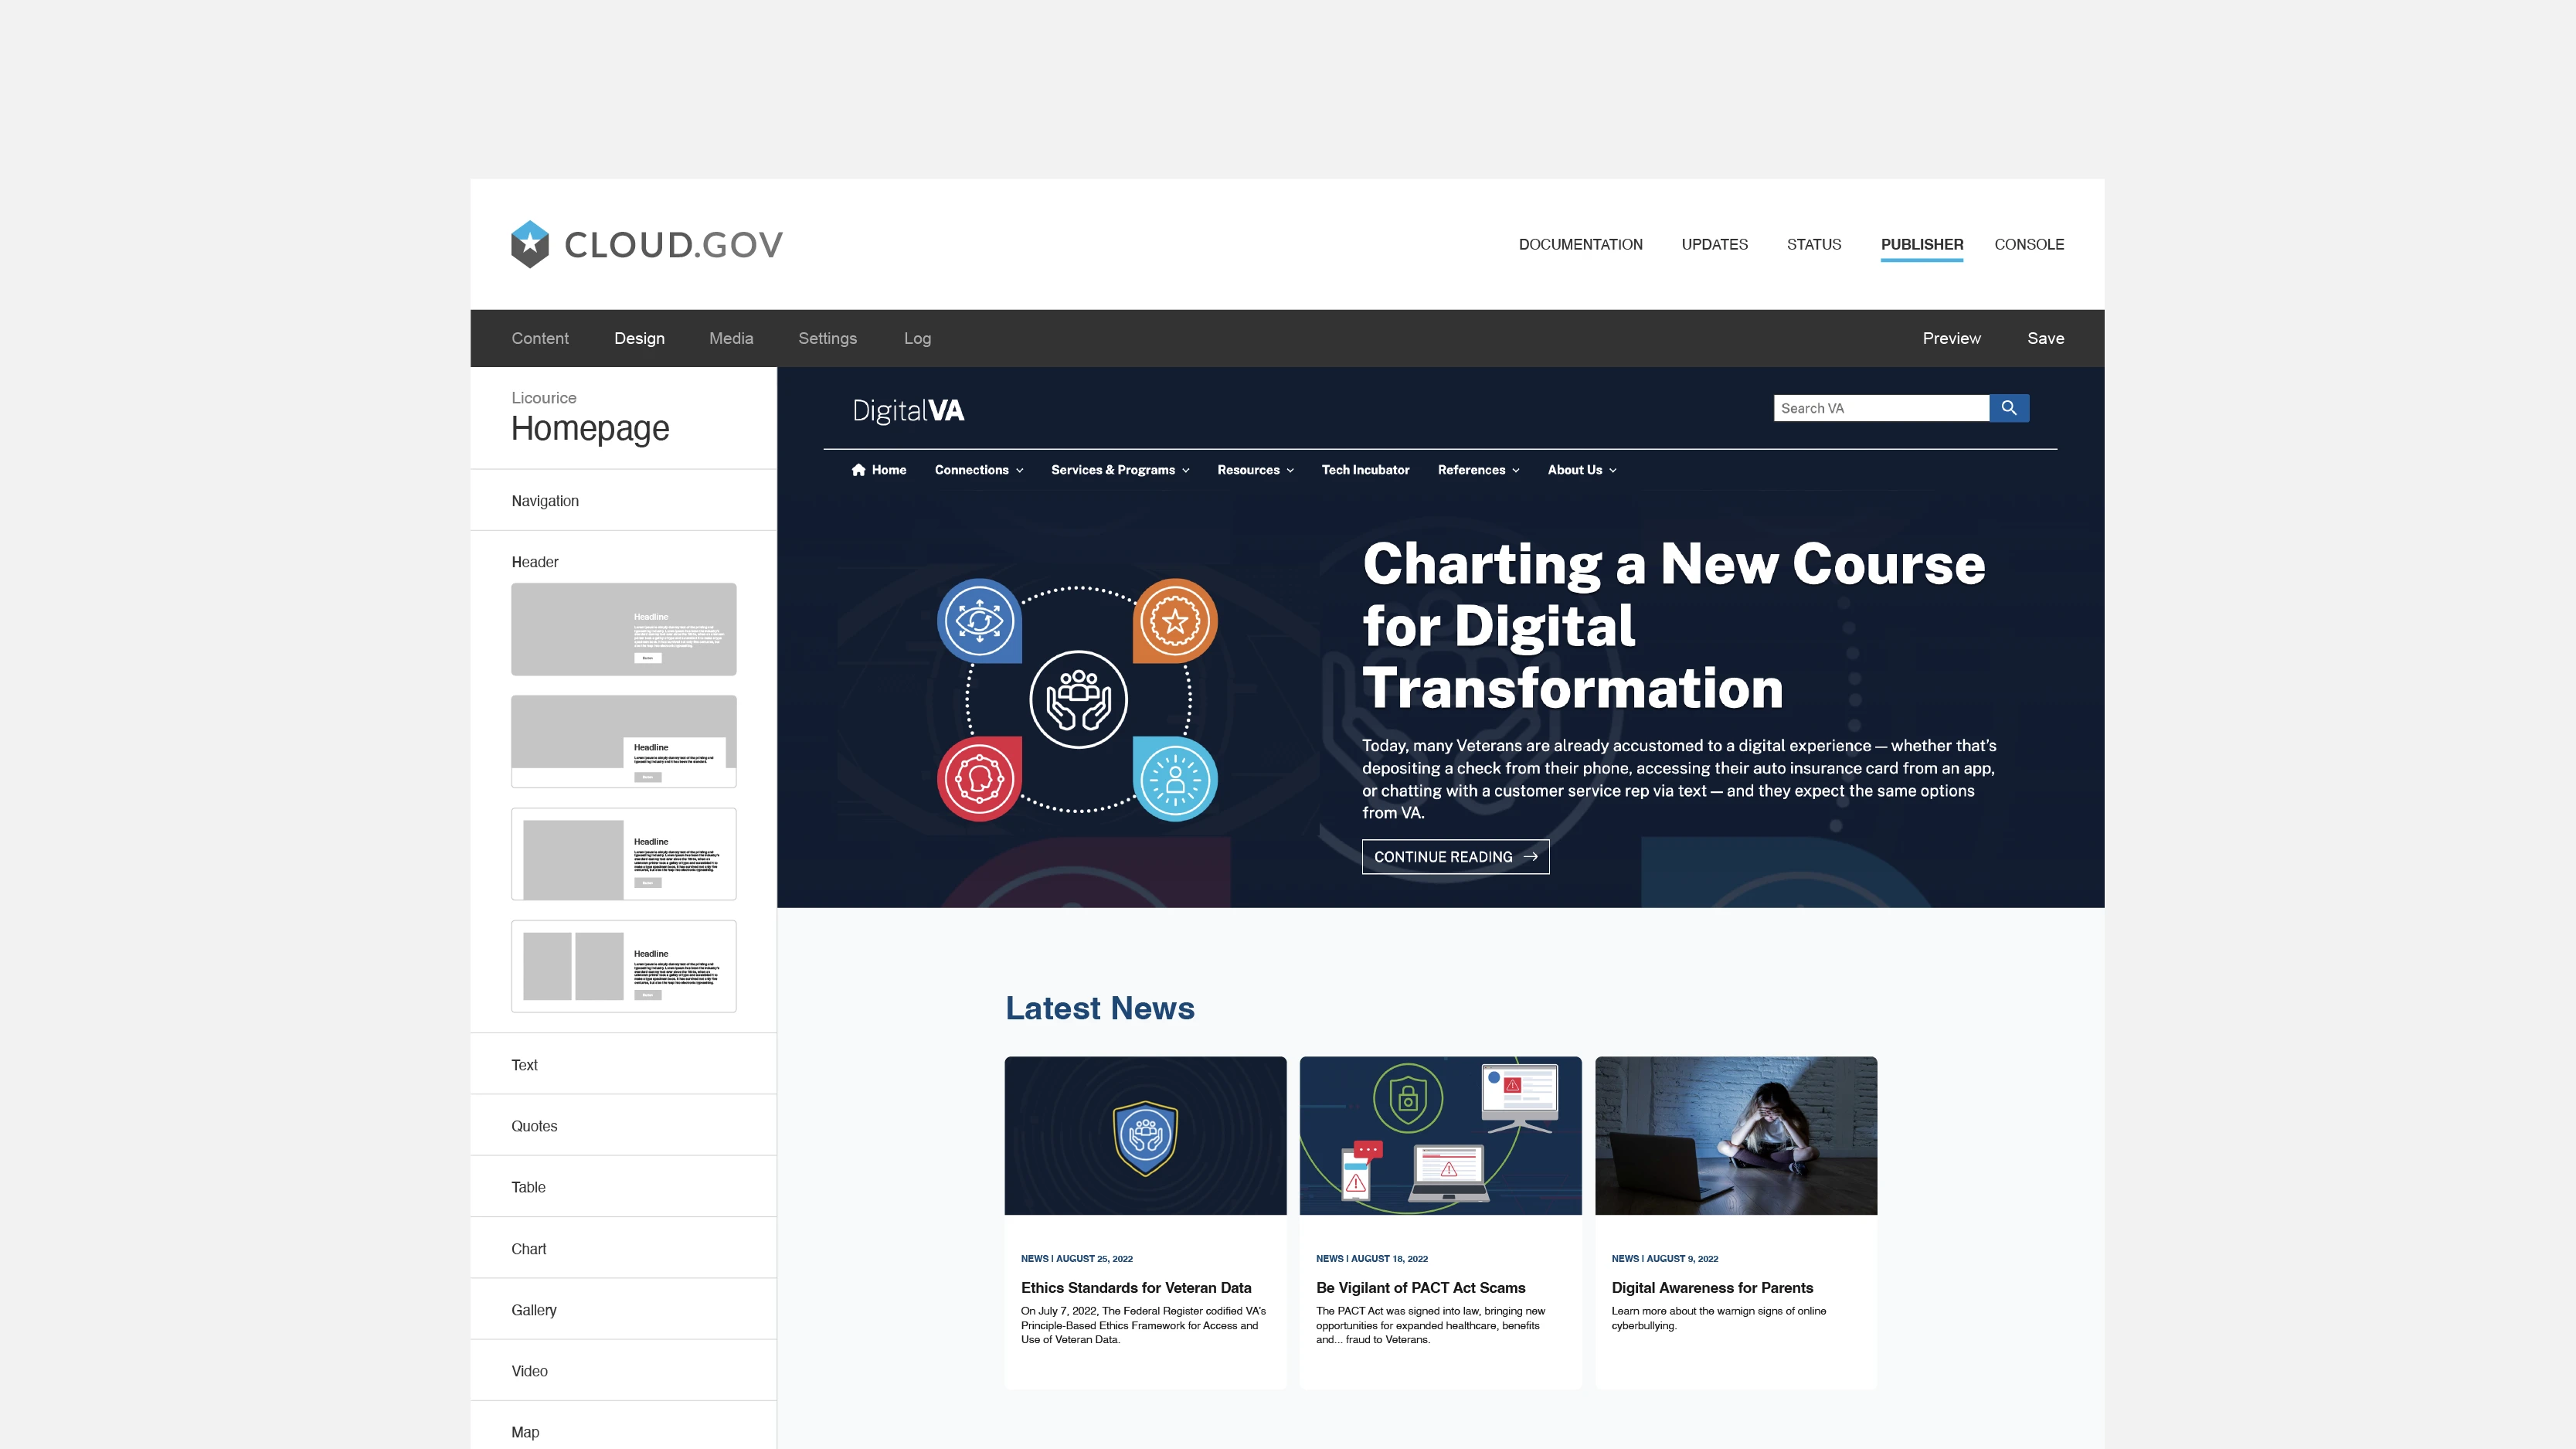 CLOUD.GOV
DOCUMENTATION
UPDATES
STATUS
PUBLISHER
CONSOLE
Content
Design
Media
Settings
Log
Preview
Save
Licourice
Homepage
Navigation
Header
Headline
Headline
Headline
Headline
Text
Quotes
Table
Chart
Gallery
Video
Map
DigitalVA
Search VA
Home
Connections
Services & Programs
Resources
Tech Incubator
References
About Us
Charting a New Course
for Digital
Transformation
Today, many Veterans are already accustomed to a digital experience — whether that’s
depositing a check from their phone, accessing their auto insurance card from an app,
or chatting with a customer service rep via text — and they expect the same options
from VA.
CONTINUE READING
Latest News
NEWS | AUGUST 25, 2022
Ethics Standards for Veteran Data
On July 7, 2022, The Federal Register codified VA’s
Principle-Based Ethics Framework for Access and
Use of Veteran Data.
NEWS | AUGUST 18, 2022
Be Vigilant of PACT Act Scams
The PACT Act was signed into law, bringing new
opportunities for expanded healthcare, benefits
and... fraud to Veterans.
NEWS | AUGUST 9, 2022
Digital Awareness for Parents
Learn more about the warnign signs of online
cyberbullying.